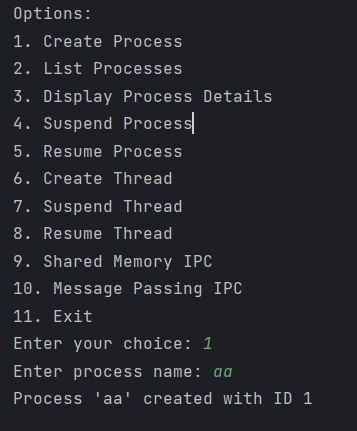 Options:
1. Create Process
2. List Processes
3. Display Process Details
4. Suspend Process
5. Resume Process
6. Create Thread
7. Suspend Thread
8. Resume Thread
9. Shared Memory IPC
10. Message Passing IPC
11. Exit
Enter your choice: 1
Enter process name: aa
Process 'aa' created with ID 1